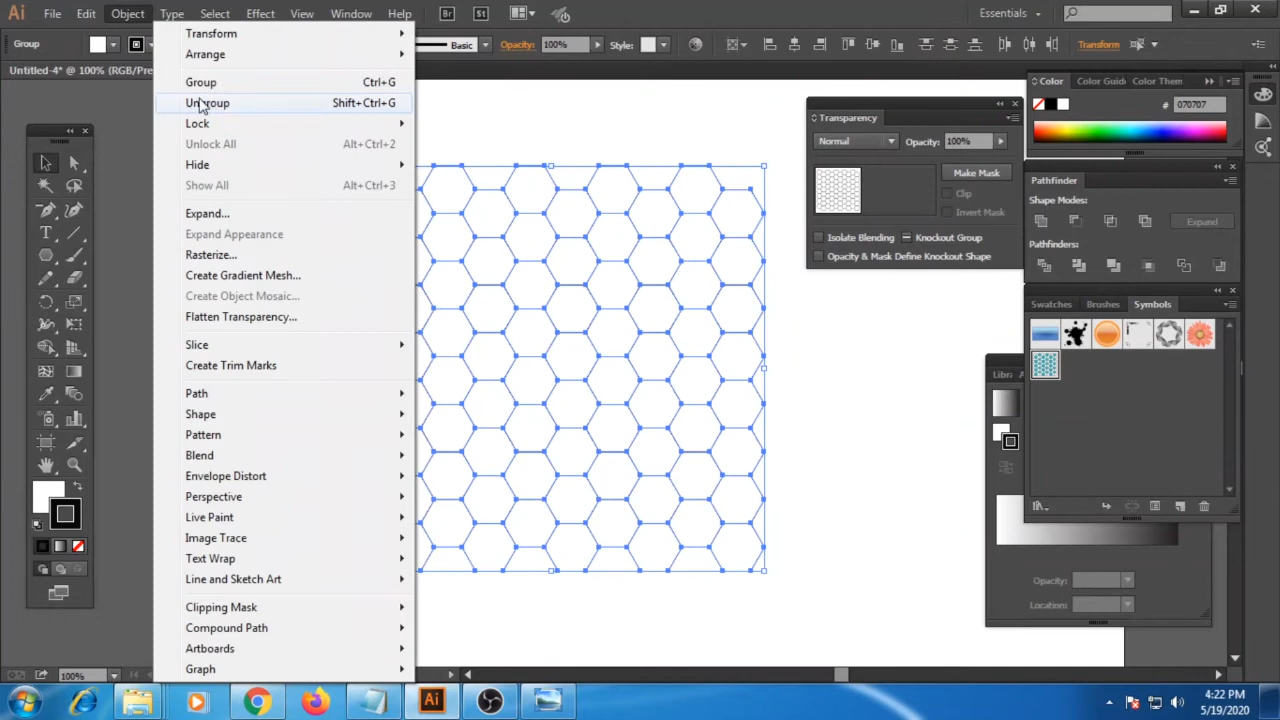 Ai File Edit Object Type Select Effect View Window Help Br St Essentials
Group Basic Opacity: 100% Style: Transform
Untitled-4* @ 100% (RGB/Pre
Transform
Arrange
Group Ctrl+G
Ungroup Shift+Ctrl+G
Lock
Unlock All Alt+Ctrl+2
Hide
Show All Alt+Ctrl+3
Expand...
Expand Appearance
Rasterize...
Create Gradient Mesh...
Create Object Mosaic...
Flatten Transparency...
Slice
Create Trim Marks
Path
Shape
Pattern
Blend
Envelope Distort
Perspective
Live Paint
Image Trace
Text Wrap
Line and Sketch Art
Clipping Mask
Compound Path
Artboards
Graph
Transparency
Normal Opacity: 100%
Make Mask
Clip
Invert Mask
Isolate Blending Knockout Group
Opacity & Mask Define Knockout Shape
Color Color Guide Color Them
# 070707
Pathfinder
Shape Modes:
Expand
Pathfinders:
Swatches Brushes Symbols
Libra
Opacity:
Location:
100%
Ai
4:22 PM
5/19/2020